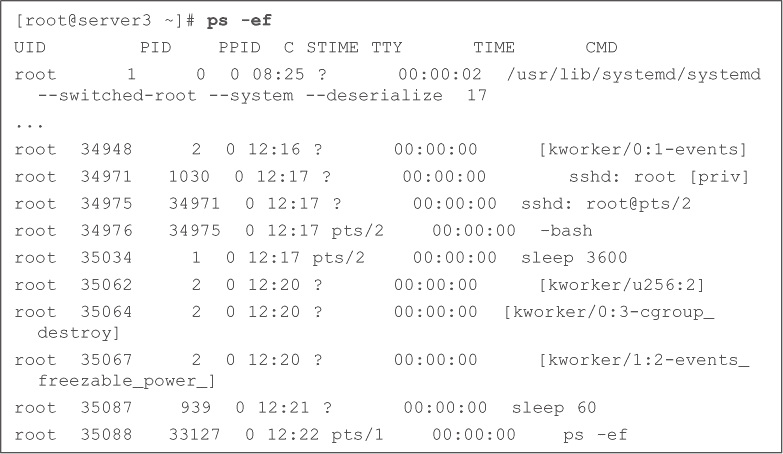 [root@server3 ~]# ps -ef
UID PID PPID C STIME TTY TIME CMD
root 1 0 0 08:25 ? 00:00:02 /usr/lib/systemd/systemd
--switched-root --system --deserialize 17
...
root 34948 2 0 12:16 ? 00:00:00 [kworker/0:1-events]
root 34971 1030 0 12:17 ? 00:00:00 sshd: root [priv]
root 34975 34971 0 12:17 ? 00:00:00 sshd: root@pts/2
root 34976 34975 0 12:17 pts/2 00:00:00 -bash
root 35034 1 0 12:17 pts/2 00:00:00 sleep 3600
root 35062 2 0 12:20 ? 00:00:00 [kworker/u256:2]
root 35064 2 0 12:20 ? 00:00:00 [kworker/0:3-cgroup_
destroy]
root 35067 2 0 12:20 ? 00:00:00 [kworker/1:2-events_
freezable_power_]
root 35087 939 0 12:21 ? 00:00:00 sleep 60
root 35088 33127 0 12:22 pts/1 00:00:00 ps -ef